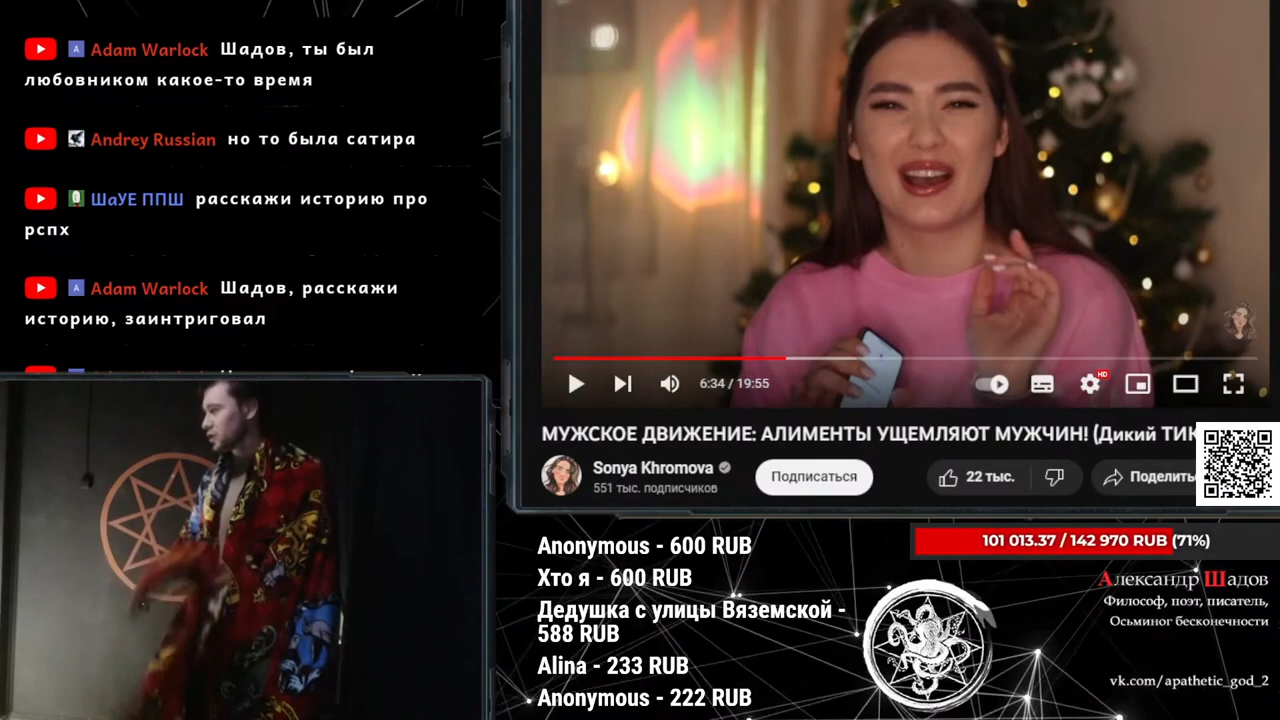 Adam Warlock Шадов, ты был
любовником какое-то время
Andrey Russian но то была сатира
ШаУЕ ППШ расскажи историю про
рспх
Adam Warlock Шадов, расскажи
историю, заинтриговал
6:34 / 19:55
HD
МУЖСКОЕ ДВИЖЕНИЕ: АЛИМЕНТЫ УЩЕМЛЯЮТ МУЖЧИН! (Дикий ТИК
Sonya Khromova
551 тыс. подписчиков
Подписаться
22 тыс.
Поделить
Anonymous - 600 RUB
Хто я - 600 RUB
Дедушка с улицы Вяземской -
588 RUB
Alina - 233 RUB
Anonymous - 222 RUB
101 013.37 / 142 970 RUB (71%)
Александр Шадов
Философ, поэт, писатель,
Осьминог бесконечности
vk.com/apathetic_god_2